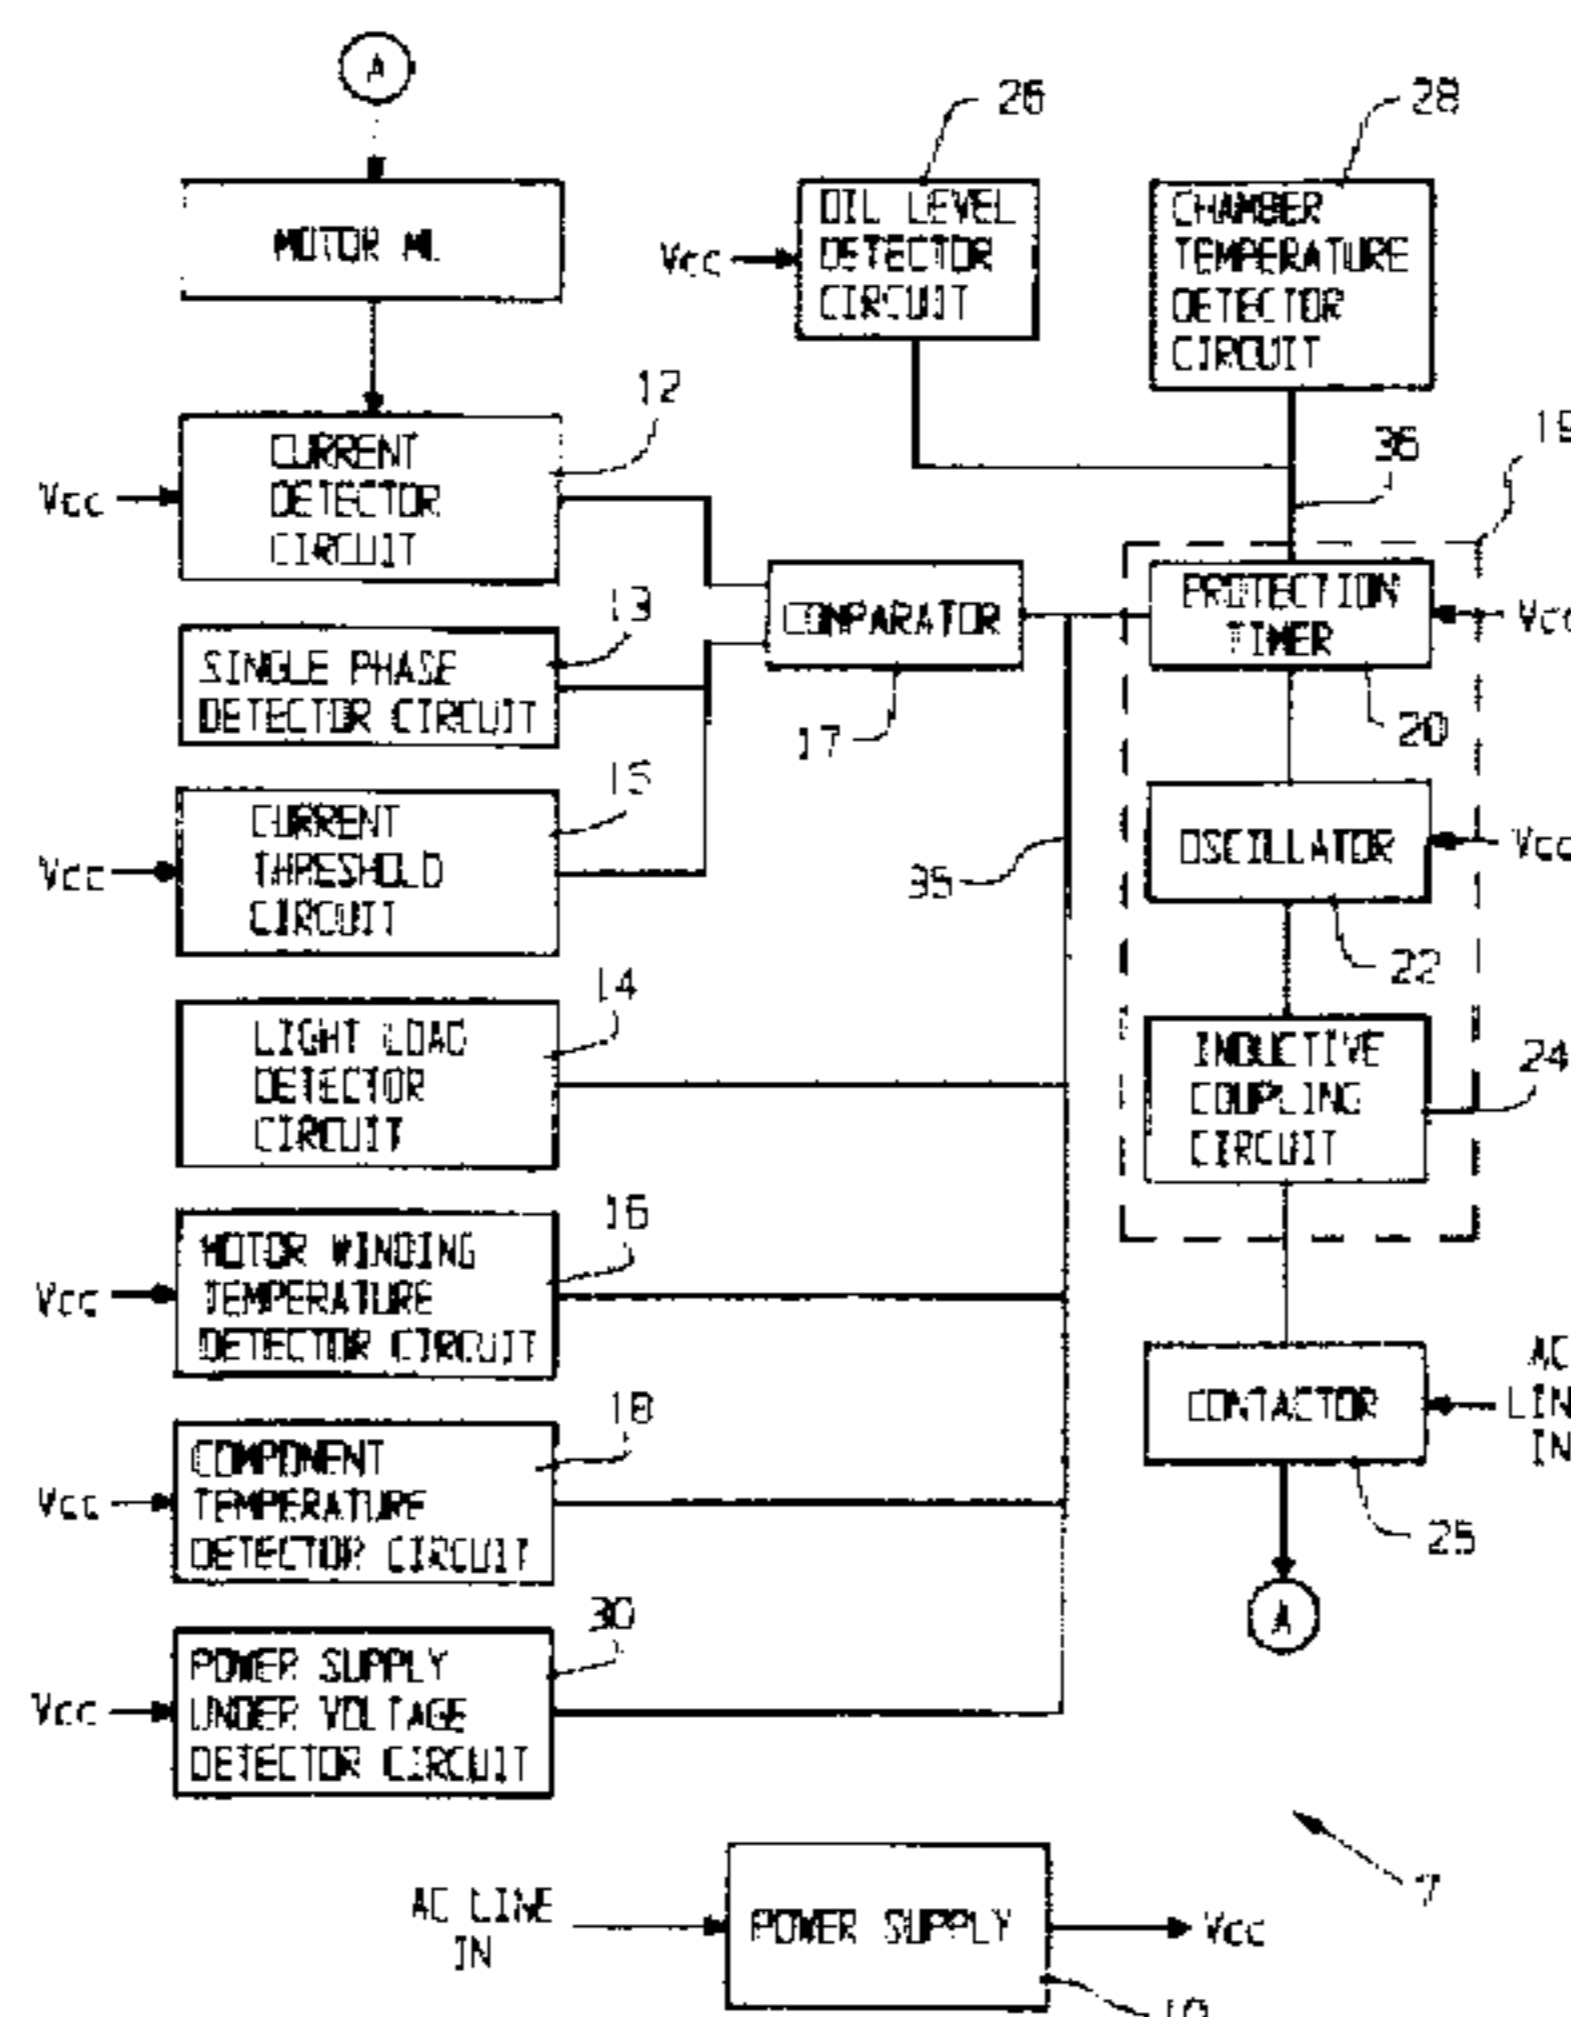 A
26
28
MOTOR M1
Vcc
OIL LEVEL
DETECTOR
CIRCUIT
CHAMBER
TEMPERATURE
DETECTOR
CIRCUIT
12
36
Vcc
CURRENT
DETECTOR
CIRCUIT
13
SINGLE PHASE
DETECTOR CIRCUIT
COMPARATOR
17
PROTECTION
TIMER
20
Vcc
CURRENT
THRESHOLD
CIRCUIT
35
OSCILLATOR
22
14
LIGHT LOAD
DETECTOR
CIRCUIT
INDUCTIVE
COUPLING
CIRCUIT
24
16
Vcc
MOTOR WINDING
TEMPERATURE
DETECTOR CIRCUIT
18
Vcc
COMPONENT
TEMPERATURE
DETECTOR CIRCUIT
CONTACTOR
AC
25
A
30
Vcc
POWER SUPPLY
UNDER VOLTAGE
DETECTOR CIRCUIT
7
AC LINE
IN
POWER SUPPLY
Vcc